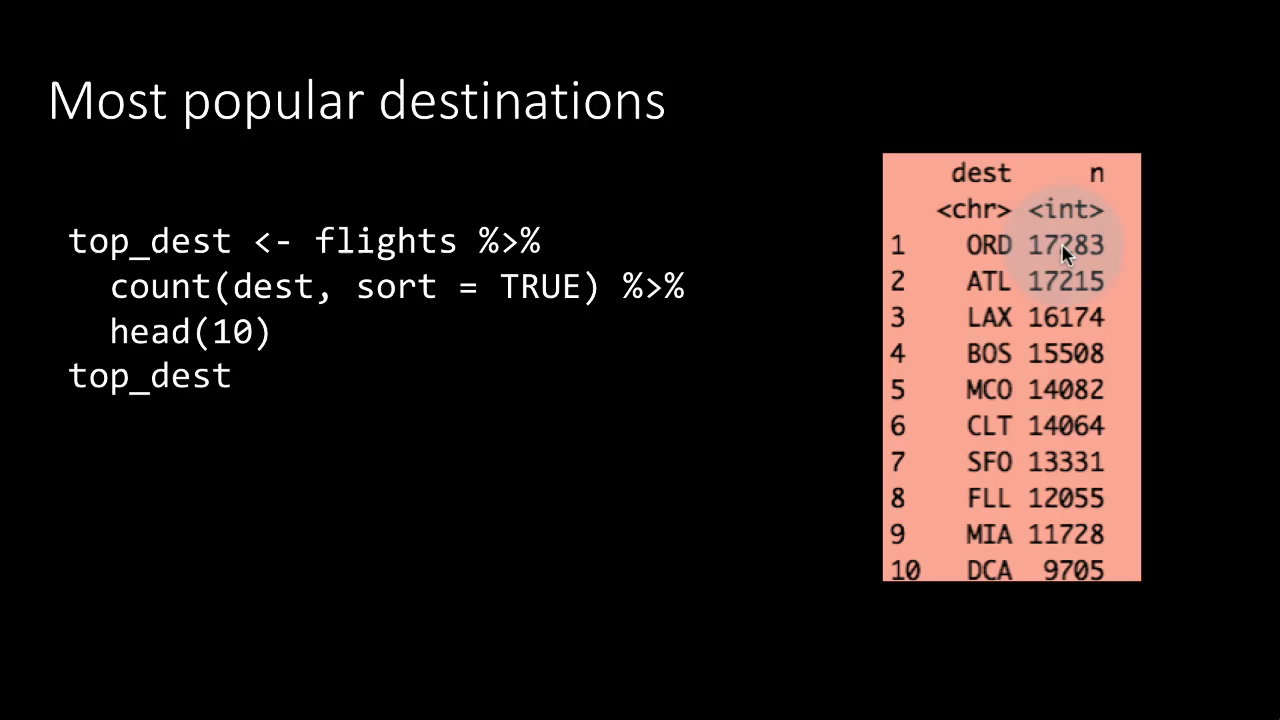 Most popular destinations
top_dest <- flights %>%
count(dest, sort = TRUE) %>%
head(10)
top_dest
dest n
<chr> <int>
1 ORD 17283
2 ATL 17215
3 LAX 16174
4 BOS 15508
5 MCO 14082
6 CLT 14064
7 SFO 13331
8 FLL 12055
9 MIA 11728
10 DCA 9705